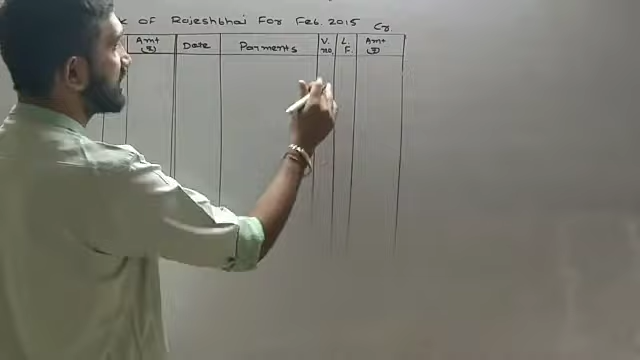 of Rajeshbhai For Feb. 2015 Cr
Amt (₹) Date Payments V. no. L. F. Amt (₹)